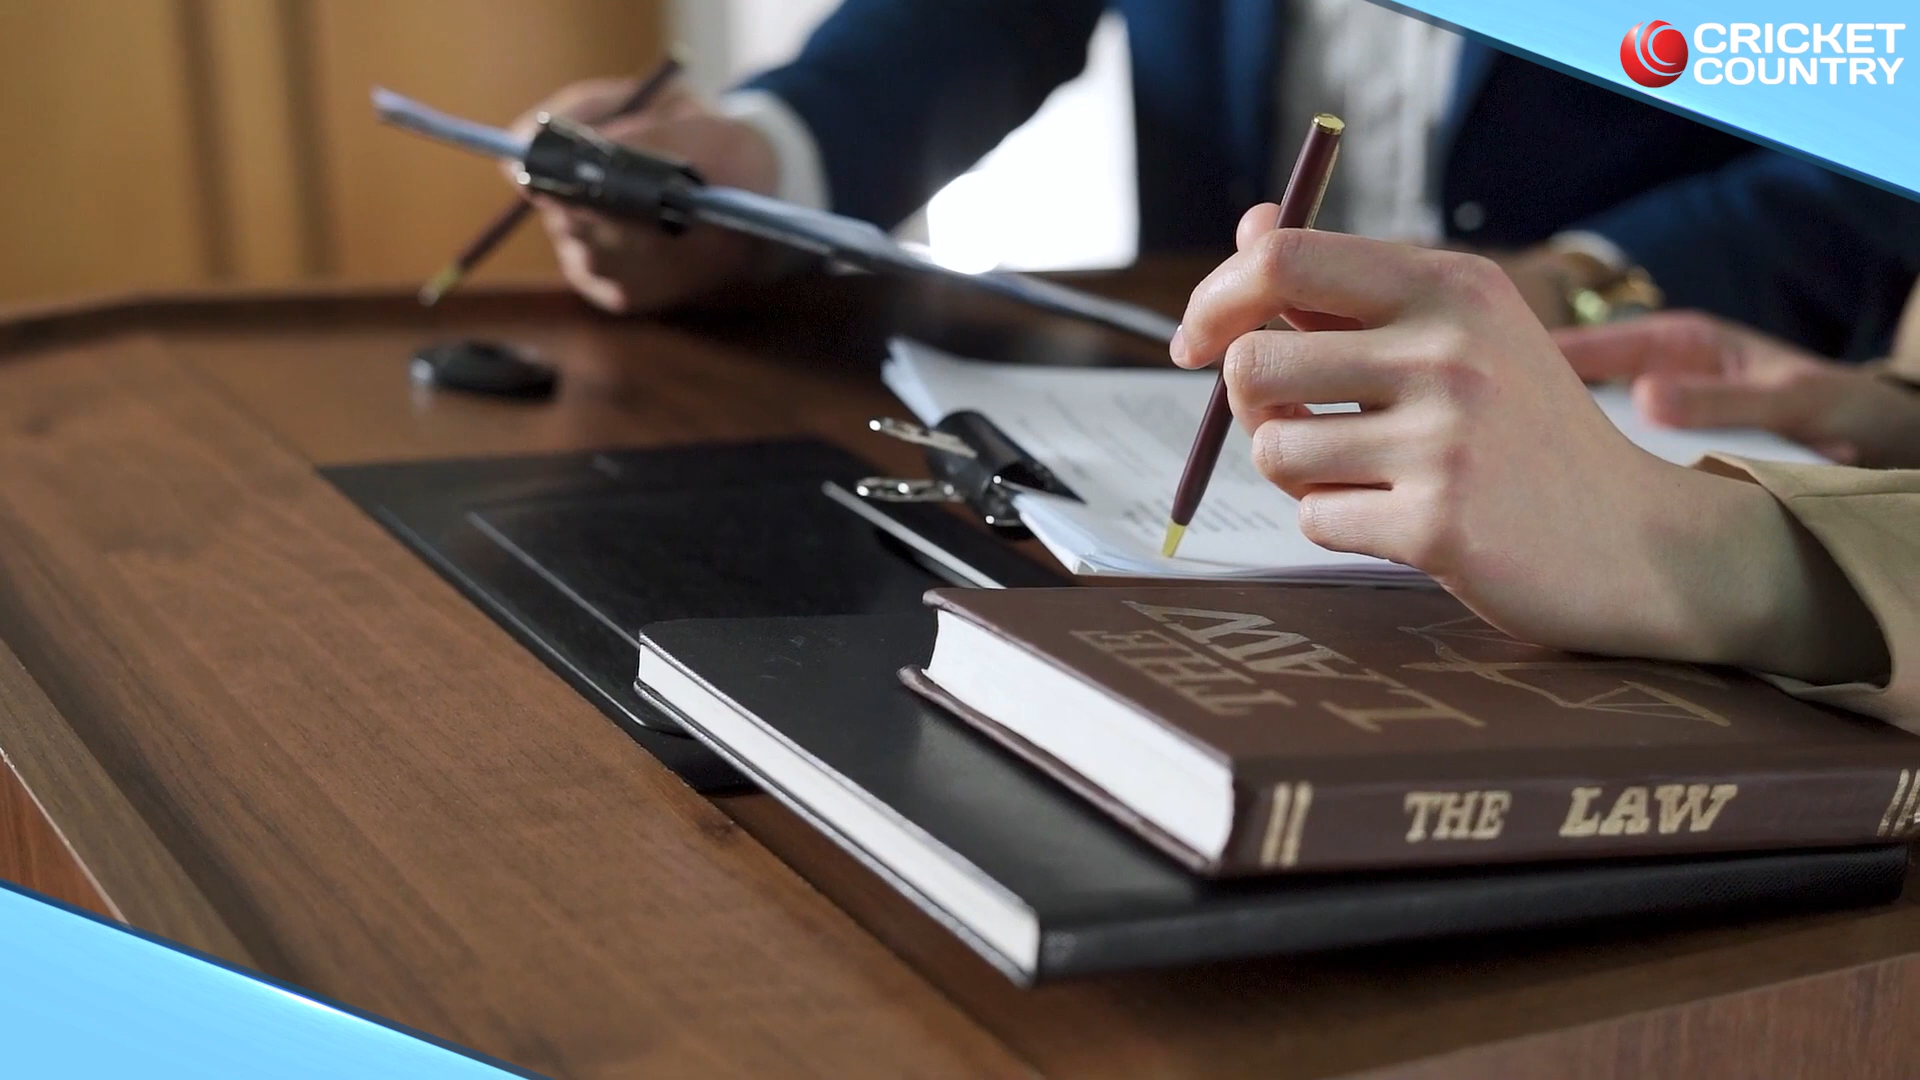 CRICKET
COUNTRY
THE
LAW
THE LAW